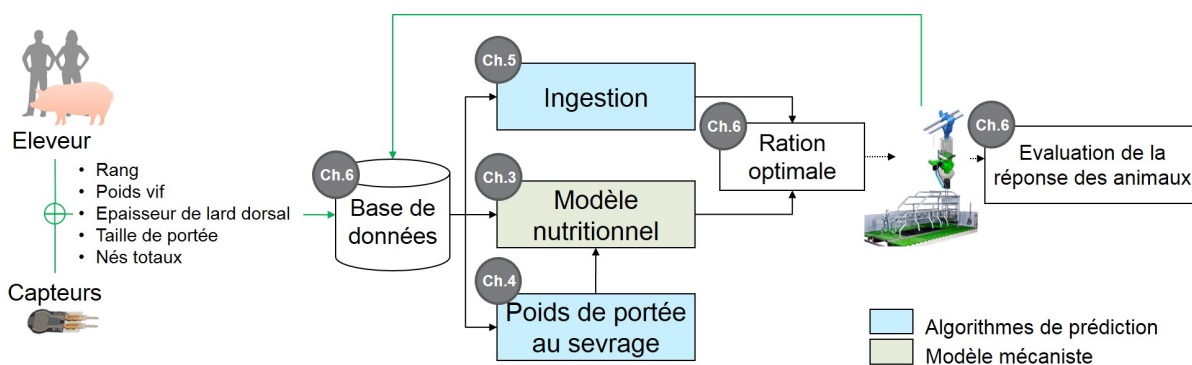 Eleveur
• Rang
• Poids vif
• Epaisseur de lard dorsal
• Taille de portée
• Nés totaux
Capteurs
Ch.6
Base de
données
Ch.5
Ingestion
Ch.3
Modèle
nutritionnel
Ch.4
Poids de portée
au sevrage
Ch.6
Ration
optimale
Ch.6
Evaluation de la
réponse des animaux
Algorithmes de prédiction
Modèle mécaniste